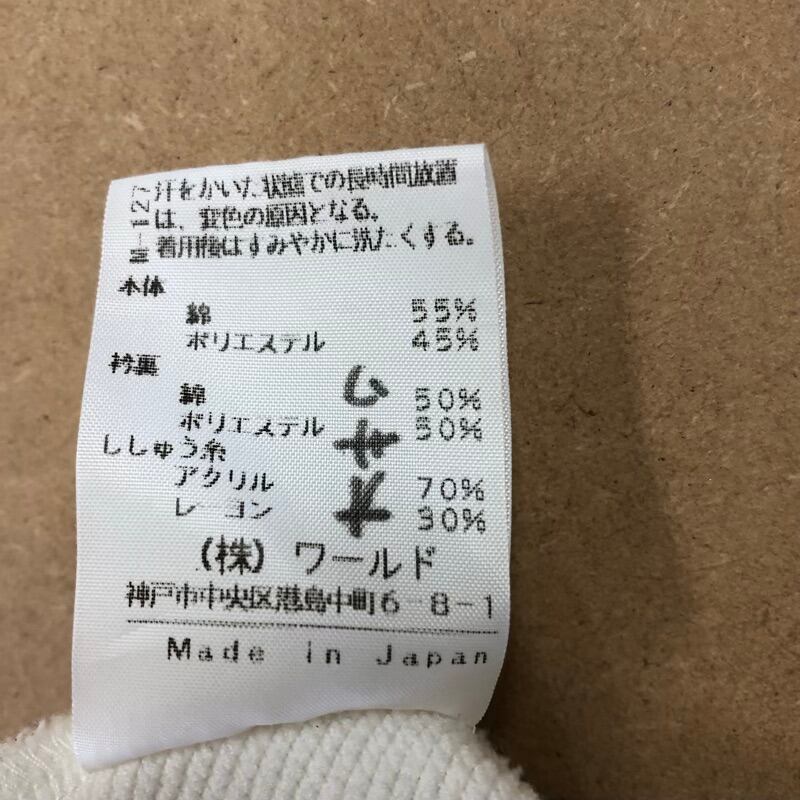 M-127
汗をかいた状態での長時間放置
は、変色の原因となる。
着用後はすみやかに洗たくする。
本体
綿 55%
ポリエステル 45%
衿裏
綿 50%
ポリエステル 50%
ししゅう糸
アクリル 70%
レーヨン 30%
(株) ワールド
神戸市中央区港島中町6-8-1
Made in Japan